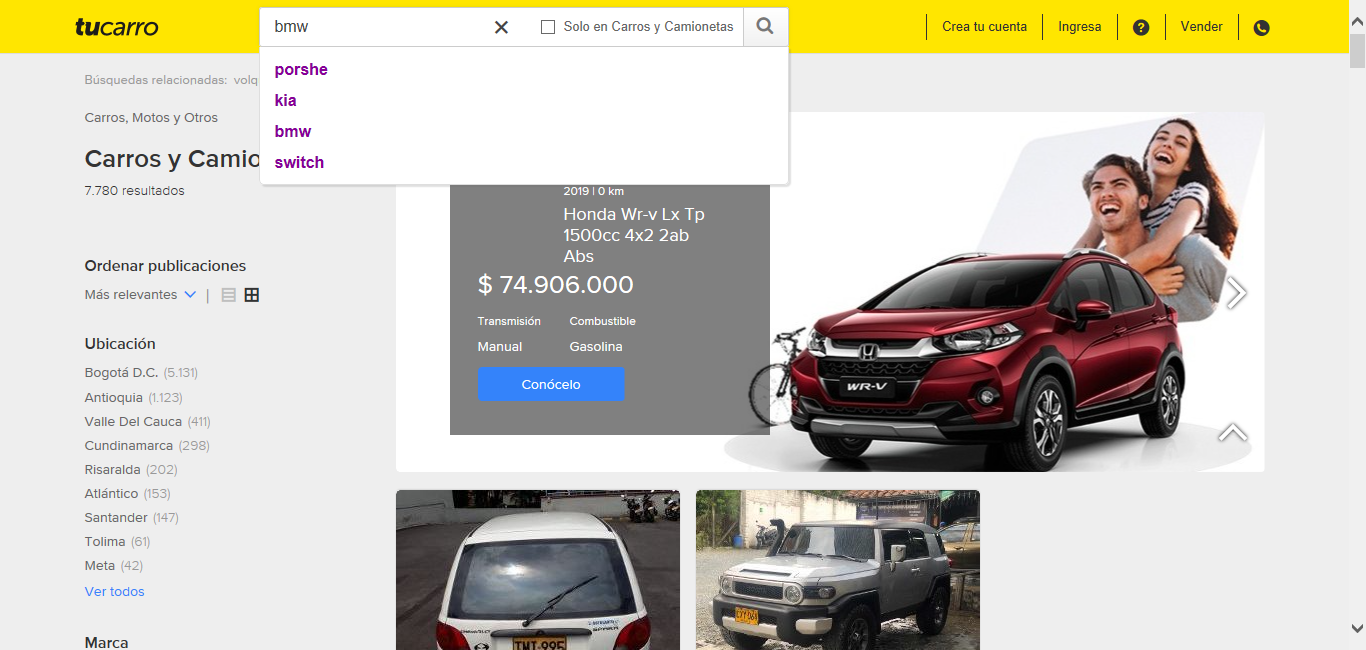 tucarro
bmw
Solo en Carros y Camionetas
Crea tu cuenta
Ingresa
?
Vender
porshe
kia
bmw
switch
Búsquedas relacionadas: volq
Carros, Motos y Otros
Carros y Camio
7.780 resultados
Ordenar publicaciones
Más relevantes
Ubicación
Bogotá D.C. (5.131)
Antioquia (1.123)
Valle Del Cauca (411)
Cundinamarca (298)
Risaralda (202)
Atlántico (153)
Santander (147)
Tolima (61)
Meta (42)
Ver todos
Marca
2019 | 0 km
Honda Wr-v Lx Tp
1500cc 4x2 2ab
Abs
$ 74.906.000
Transmisión Combustible
Manual Gasolina
Conócelo
WR-V